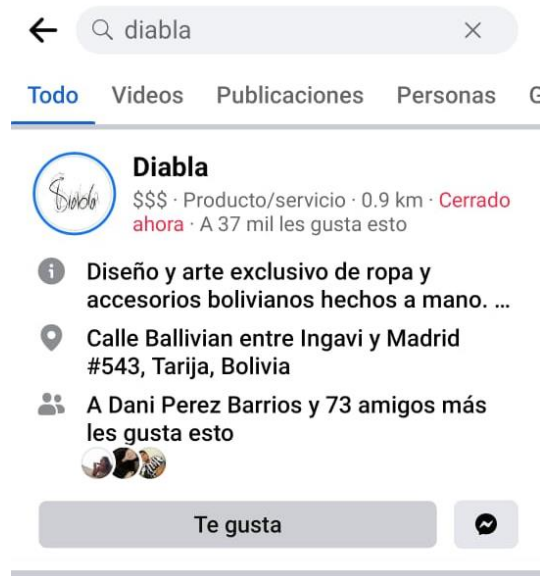 diabla
Todo Videos Publicaciones Personas G
Diabla
Diabla
$$$ · Producto/servicio · 0.9 km · Cerrado
ahora · A 37 mil les gusta esto
Diseño y arte exclusivo de ropa y
accesorios bolivianos hechos a mano. ...
Calle Ballivian entre Ingavi y Madrid
#543, Tarija, Bolivia
A Dani Perez Barrios y 73 amigos más
les gusta esto
Te gusta